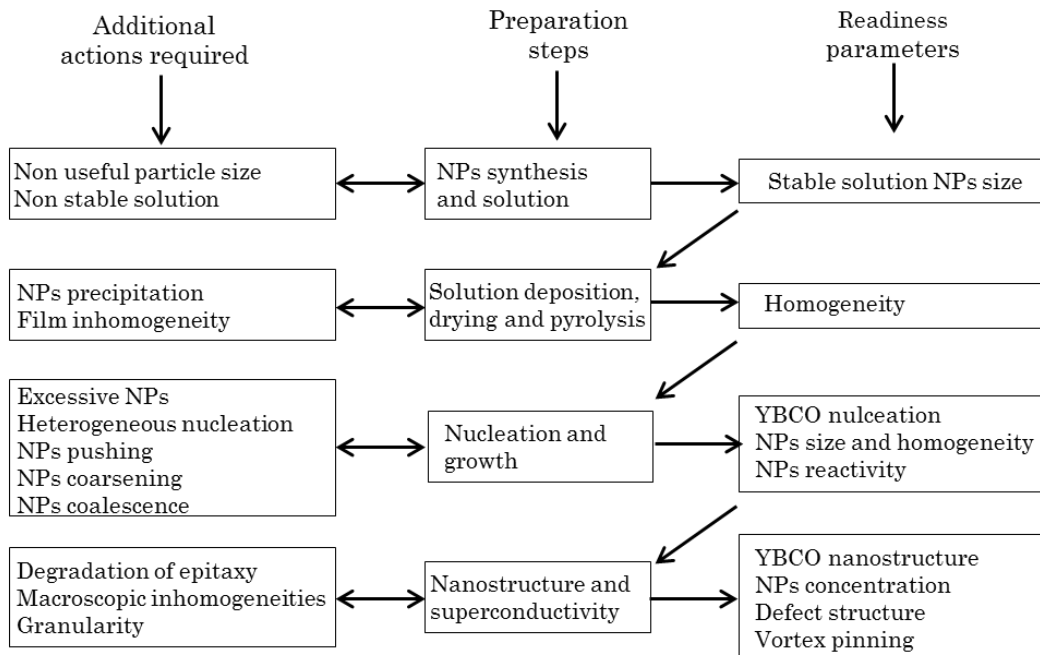 Additional
actions required
Preparation
steps
Readiness
parameters
Non useful particle size
Non stable solution
NPs synthesis
and solution
Stable solution NPs size
NPs precipitation
Film inhomogeneity
Solution deposition,
drying and pyrolysis
Homogeneity
Excessive NPs
Heterogeneous nucleation
NPs pushing
NPs coarsening
NPs coalescence
Nucleation and
growth
YBCO nulceation
NPs size and homogeneity
NPs reactivity
Degradation of epitaxy
Macroscopic inhomogeneities
Granularity
Nanostructure and
superconductivity
YBCO nanostructure
NPs concentration
Defect structure
Vortex pinning